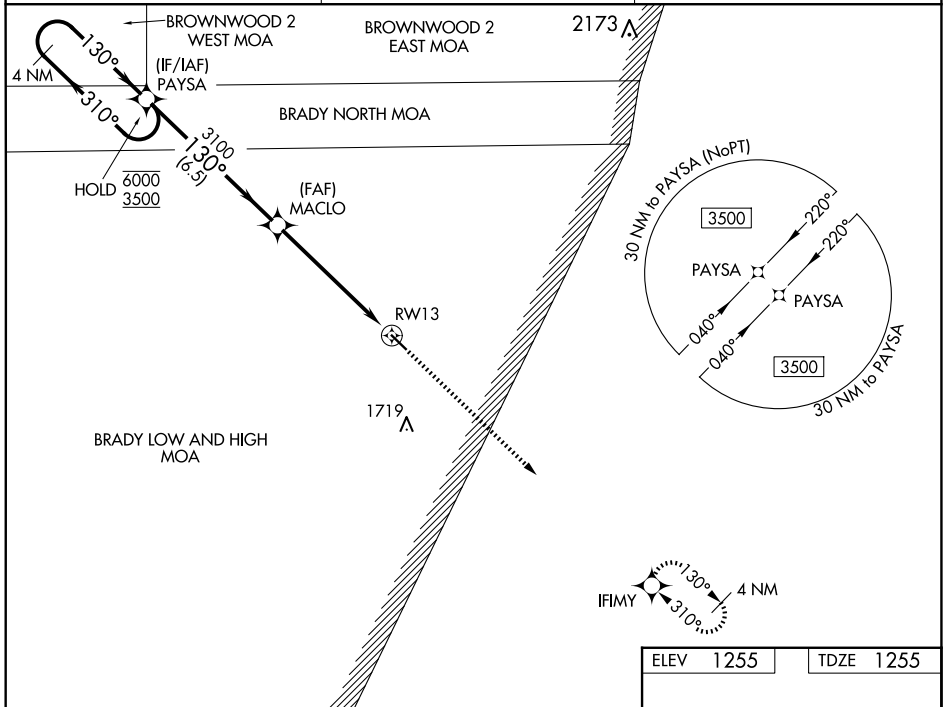 BROWNWOOD 2
WEST MOA
BROWNWOOD 2
EAST MOA
2173
130°
4 NM
(IF/IAF)
PAYSA
310°
BRADY NORTH MOA
3100
130°
(6.5)
HOLD 6000
3500
(FAF)
MACLO
RW13
1719
BRADY LOW AND HIGH
MOA
30 NM to PAYSA (NoPT)
3500
220°
220°
PAYSA
PAYSA
040°
040°
3500
30 NM to PAYSA
IFIMY
130°
310°
4 NM
ELEV 1255
TDZE 1255